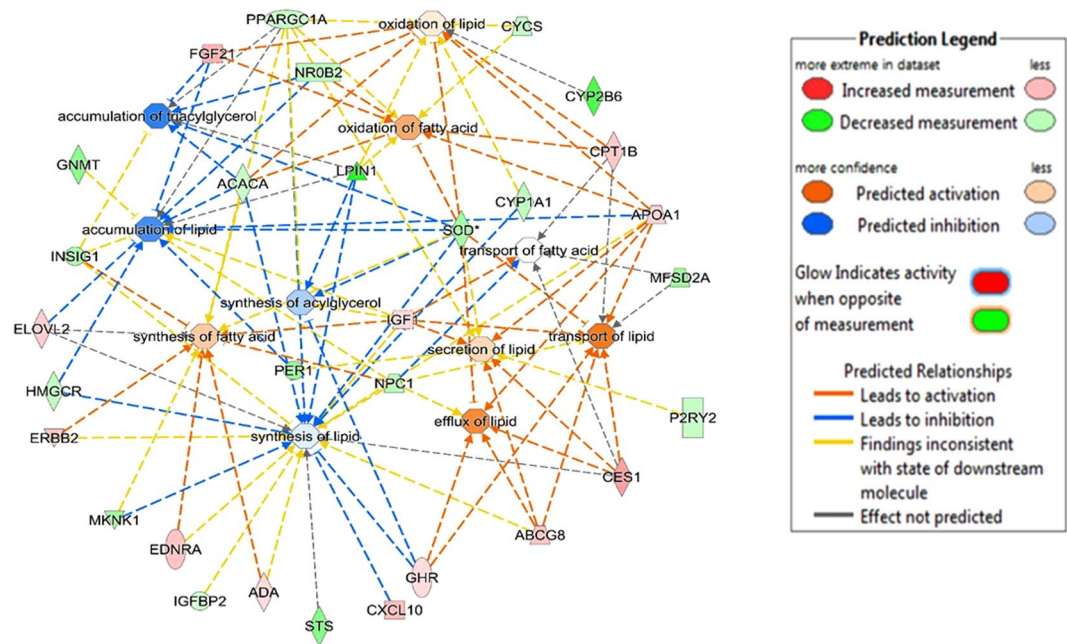 PPARGC1A
oxidation of lipid
CYCS
FGF21
NR0B2
CYP2B6
accumulation of triacylglycerol
oxidation of fatty acid
GNMT
CPT1B
LPIN1
ACACA
CYP1A1
APOA1
accumulation of lipid
SOD*
transport of fatty acid
INSIG1
MFSD2A
synthesis of acylglycerol
ELOVL2
IGF1
synthesis of fatty acid
transport of lipid
secretion of lipid
PER1
NPC1
HMGCR
P2RY2
efflux of lipid
ERBB2
synthesis of lipid
CES1
MKNK1
ABCG8
EDNRA
GHR
ADA
IGFBP2
CXCL10
STS
Prediction Legend
more extreme in dataset less
Increased measurement
Decreased measurement
more confidence less
Predicted activation
Predicted inhibition
Glow Indicates activity
when opposite
of measurement
Predicted Relationships
Leads to activation
Leads to inhibition
Findings inconsistent
with state of downstream
molecule
Effect not predicted